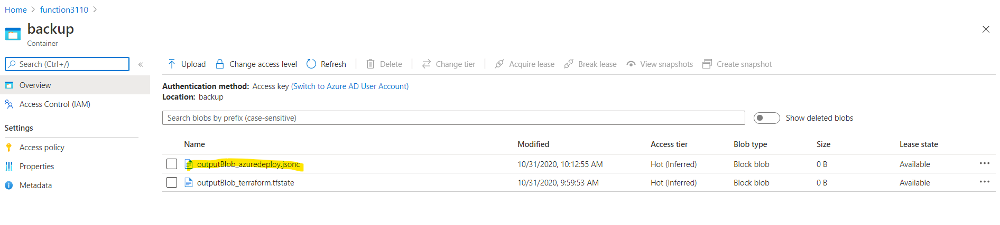 Home > function3110 >
backup
Container
Search (Ctrl+/)
«
Overview
Access Control (IAM)
Settings
Access policy
Properties
Metadata
Upload Change access level Refresh Delete Change tier Acquire lease Break lease View snapshots Create snapshot
Authentication method: Access key (Switch to Azure AD User Account)
Location: backup
Search blobs by prefix (case-sensitive) Show deleted blobs
Name Modified Access tier Blob type Size Lease state
outputBlob_azuredeploy.jsonc 10/31/2020, 10:12:55 AM Hot (Inferred) Block blob 0 B Available ...
outputBlob_terraform.tfstate 10/31/2020, 9:59:53 AM Hot (Inferred) Block blob 0 B Available ...